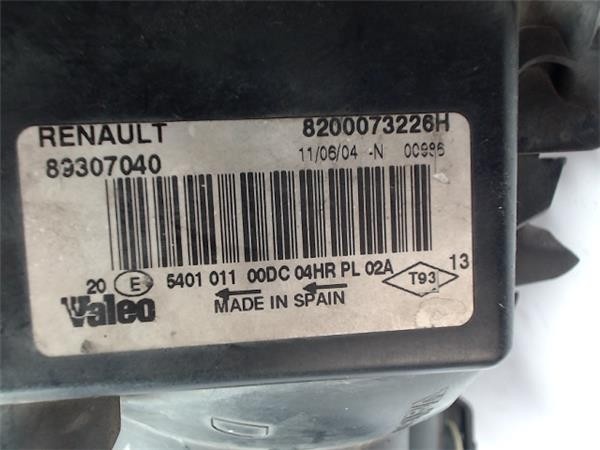 RENAULT 8200073226H
89307040 11/06/04 -N 00986
20 E 5401 011 00DC 04HR PL 02A T93 13
Valeo MADE IN SPAIN